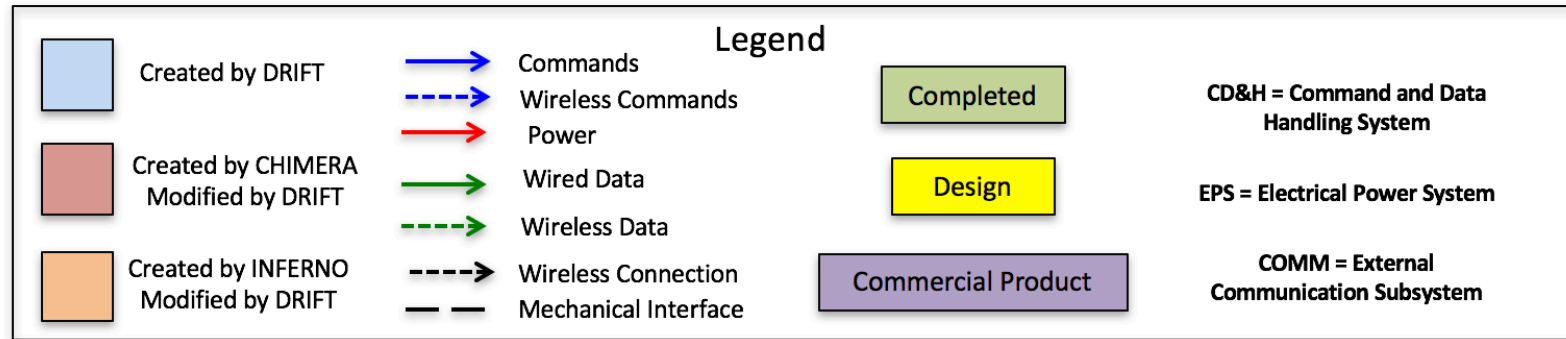 Legend
Created by DRIFT
Created by CHIMERA
Modified by DRIFT
Created by INFERNO
Modified by DRIFT
Commands
Wireless Commands
Power
Wired Data
Wireless Data
Wireless Connection
Mechanical Interface
Completed
Design
Commercial Product
CD&H = Command and Data
Handling System
EPS = Electrical Power System
COMM = External
Communication Subsystem